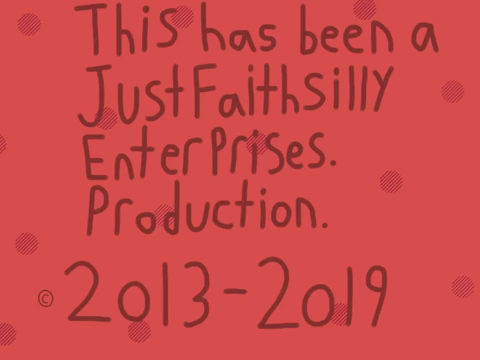 This has been a
JustFaithsilly
EnterPrises.
Production.
© 2013-2019